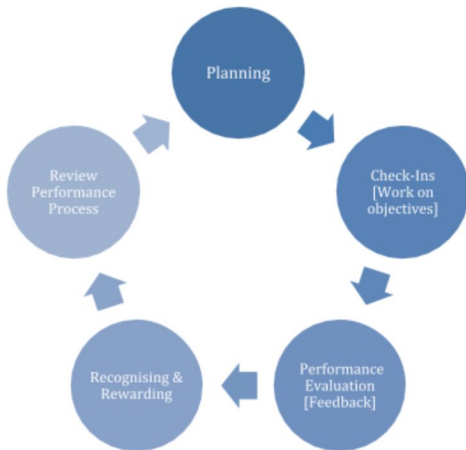 Planning
Check-Ins
[Work on
objectives]
Performance
Evaluation
[Feedback]
Recognising &
Rewarding
Review
Performance
Process